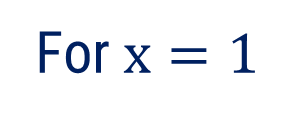 For x = 1